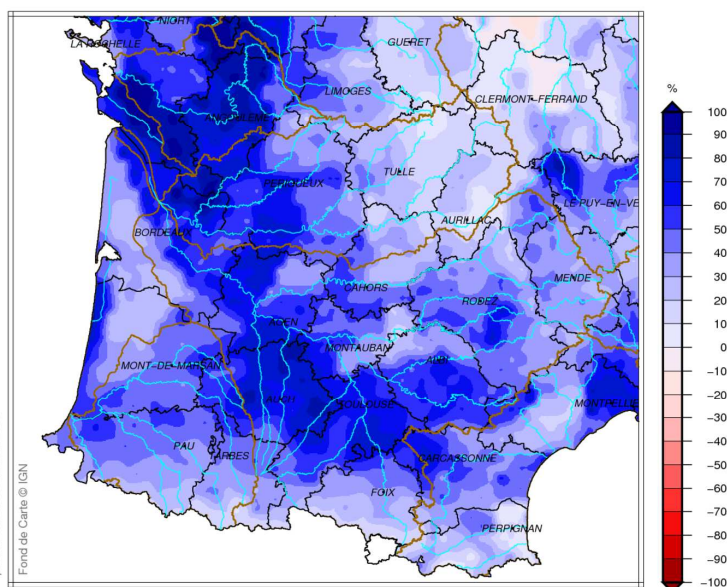 NIORT
LA ROCHELLE
GUERET
LIMOGES
CLERMONT-FERRAND
ANGOULEME
TULLE
PERIGUEUX
LE PUY-EN-VE
AURILLAC
BORDEAUX
MENDE
CAHORS
RODEZ
AGEN
MONTAUBAN
ALBI
MONT-DE-MARSAN
AUCH
TOULOUSE
MONTPELLI
PAU
TARBES
CARCASSONNE
FOIX
PERPIGNAN
Fond de Carte © IGN
%
100
90
80
70
60
50
40
30
20
10
0
-10
-20
-30
-40
-50
-60
-70
-80
-90
-100